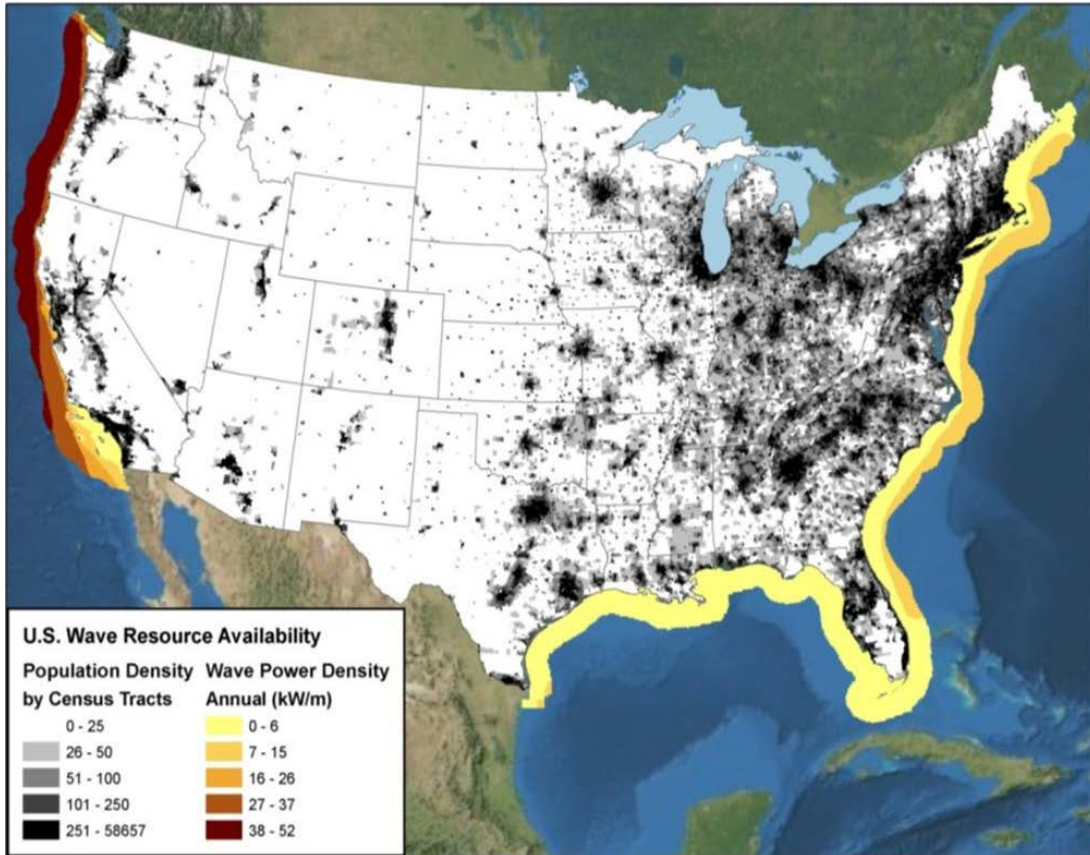 U.S. Wave Resource Availability
Population Density Wave Power Density
by Census Tracts Annual (kW/m)
0 - 25 0 - 6
26 - 50 7 - 15
51 - 100 16 - 26
101 - 250 27 - 37
251 - 58657 38 - 52